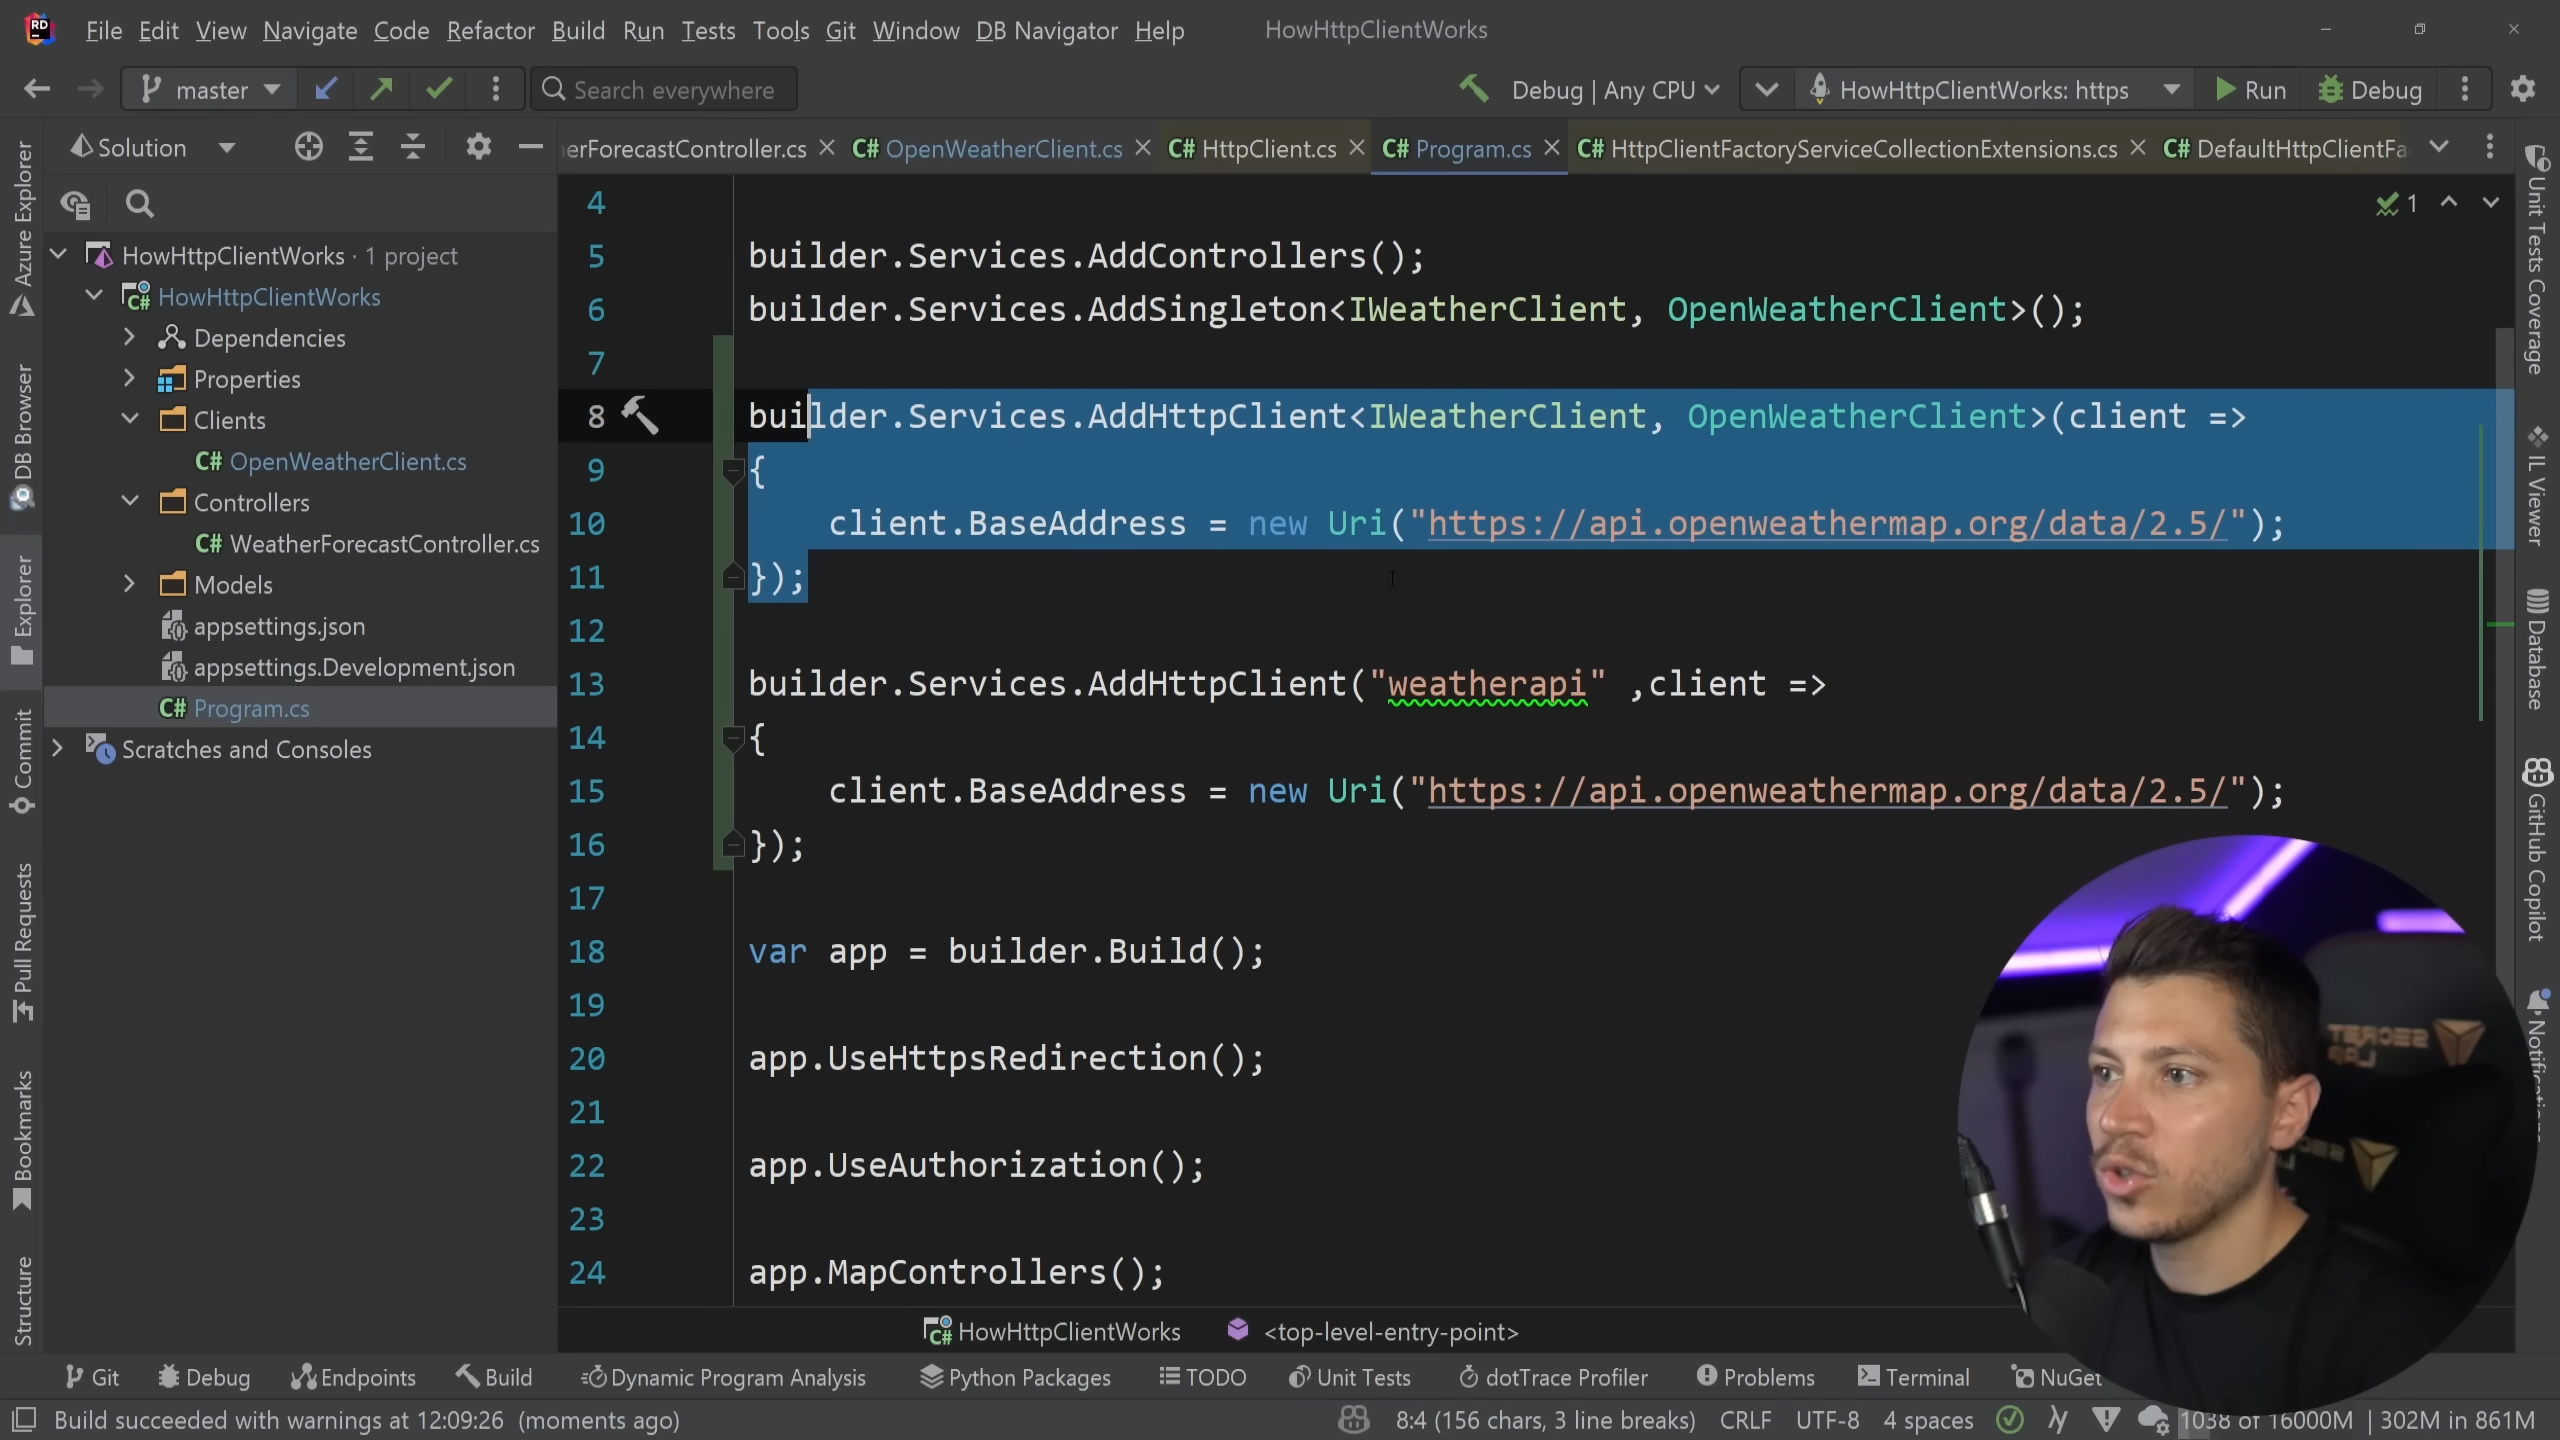 File Edit View Navigate Code Refactor Build Run Tests Tools Git Window DB Navigator Help HowHttpClientWorks
master Search everywhere Debug | Any CPU HowHttpClientWorks: https Run Debug
Solution
erForecastController.cs OpenWeatherClient.cs HttpClient.cs Program.cs HttpClientFactoryServiceCollectionExtensions.cs
HowHttpClientWorks · 1 project
HowHttpClientWorks
Dependencies
Properties
Clients
C# OpenWeatherClient.cs
Controllers
C# WeatherForecastController.cs
Models
appsettings.json
appsettings.Development.json
C# Program.cs
Scratches and Consoles
Azure Explorer
DB Browser
Explorer
Commit
Pull Requests
Bookmarks
Structure
1
4
5 builder.Services.AddControllers();
6 builder.Services.AddSingleton<IWeatherClient, OpenWeatherClient>();
7
8 builder.Services.AddHttpClient<IWeatherClient, OpenWeatherClient>(client =>
9 {
10 client.BaseAddress = new Uri("https://api.openweathermap.org/data/2.5/");
11 });
12
13 builder.Services.AddHttpClient("weatherapi" ,client =>
14 {
15 client.BaseAddress = new Uri("https://api.openweathermap.org/data/2.5/");
16 });
17
18 var app = builder.Build();
19
20 app.UseHttpsRedirection();
21
22 app.UseAuthorization();
23
24 app.MapControllers();
Unit Tests Coverage
IL Viewer
Database
GitHub Copilot
Notifications
SECRET LAB
HowHttpClientWorks <top-level-entry-point>
Git Debug Endpoints Build Dynamic Program Analysis Python Packages TODO Unit Tests dotTrace Profiler Problems Terminal NuGet
Build succeeded with warnings at 12:09:26 (moments ago) 8:4 (156 chars, 3 line breaks) CRLF UTF-8 4 spaces 1038 of 16000M 302M in 861M